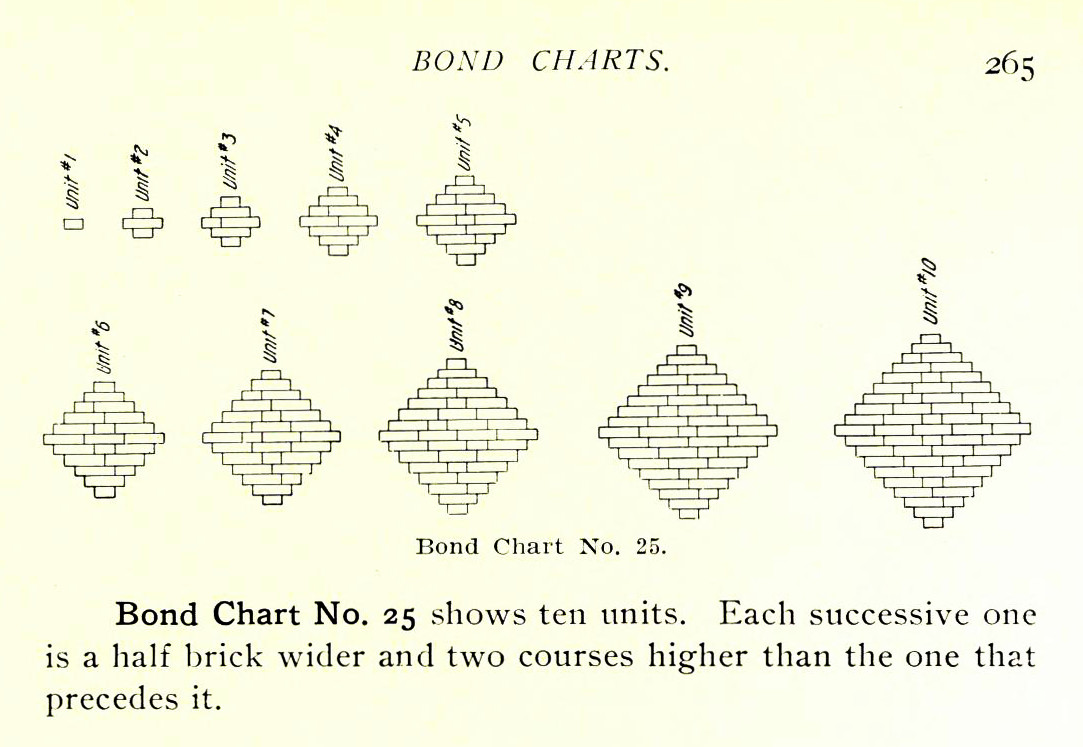 BOND CHARTS. 265
Unit #1 Unit #2 Unit #3 Unit #4 Unit #5
Unit #6 Unit #7 Unit #8 Unit #9 Unit #10
Bond Chart No. 25.
Bond Chart No. 25 shows ten units. Each successive one
is a half brick wider and two courses higher than the one that
precedes it.